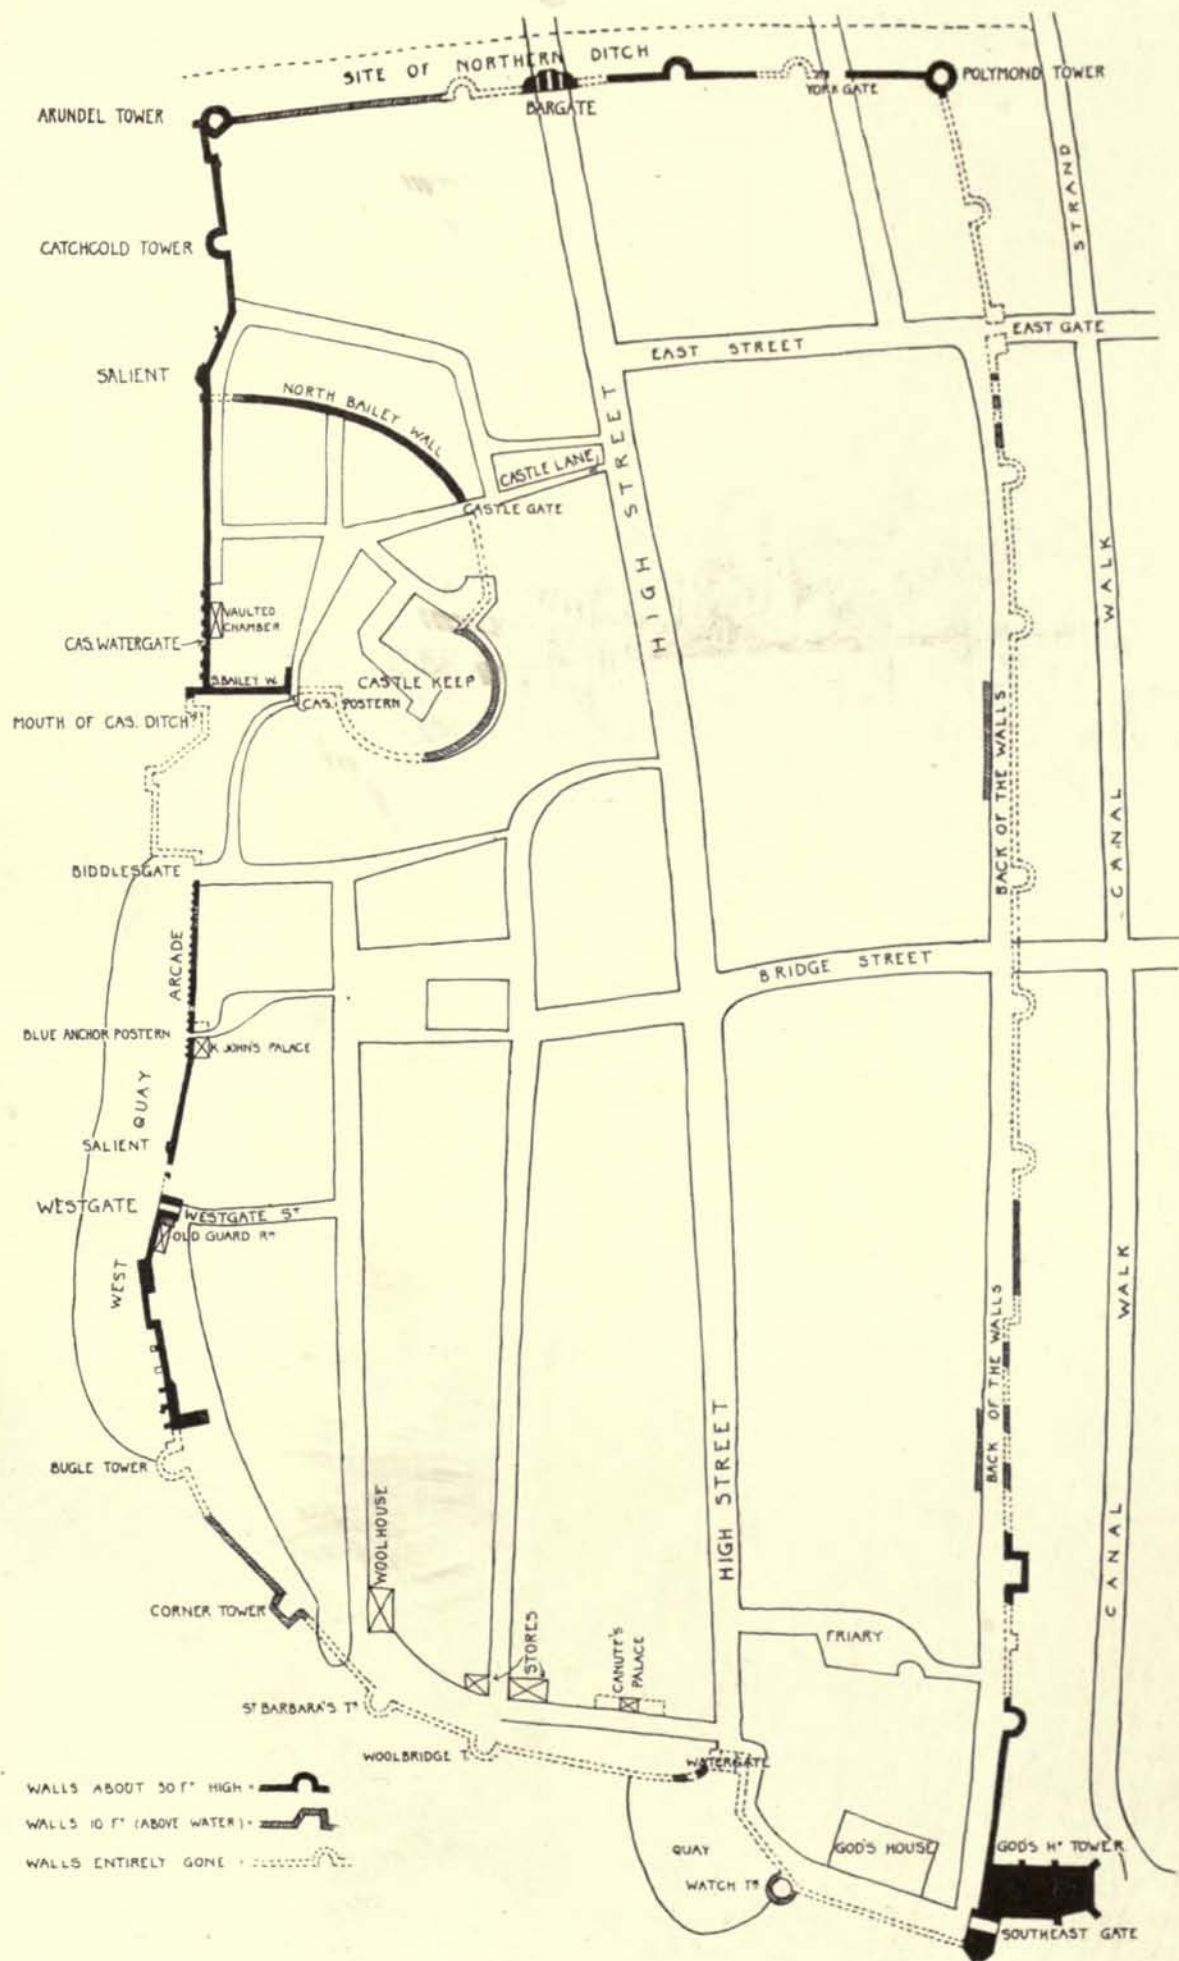 SITE OF NORTHERN DITCH
ARUNDEL TOWER
BARGATE
YORK GATE
POLYMOND TOWER
STRAND
CATCHCOLD TOWER
EAST GATE
EAST STREET
SALIENT
NORTH BAILEY WALL
HIGH STREET
CASTLE LANE
CASTLE GATE
CANAL WALK
VAULTED
CHAMBER
CAS. WATERGATE
S. BAILEY W.
CASTLE KEEP
CAS. POSTERN
MOUTH OF CAS. DITCH
BACK OF THE WALLS
BIDDLESGATE
ARCADE
BRIDGE STREET
BLUE ANCHOR POSTERN
K JOHN'S PALACE
WEST QUAY
SALIENT
WESTGATE
WESTGATE ST
OLD GUARD RM
CANAL WALK
BACK OF THE WALLS
HIGH STREET
BUGLE TOWER
WOOLHOUSE
CORNER TOWER
STORES
CANUTE'S
PALACE
FRIARY
ST BARBARA'S TR
WOOLBRIDGE T.
WATERGATE
WALLS ABOUT 30 FT HIGH =
WALLS 10 FT (ABOVE WATER) =
WALLS ENTIRELY GONE =
QUAY
GOD'S HOUSE
GOD'S HE TOWER
WATCH TR
SOUTHEAST GATE